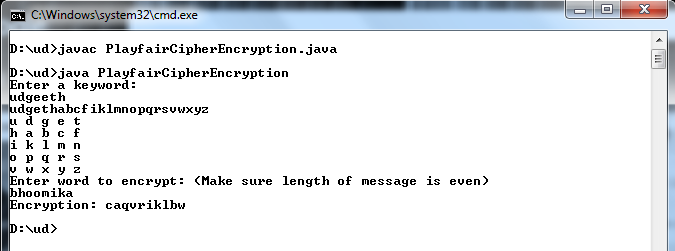 C:\Windows\system32\cmd.exe
D:\ud>javac PlayfairCipherEncryption.java
D:\ud>java PlayfairCipherEncryption
Enter a keyword:
udgeeth
udgethabcfiklmnopqrsvwxyz
u d g e t
h a b c f
i k l m n
o p q r s
v w x y z
Enter word to encrypt: (Make sure length of message is even)
bhoomika
Encryption: caqvriklbw
D:\ud>